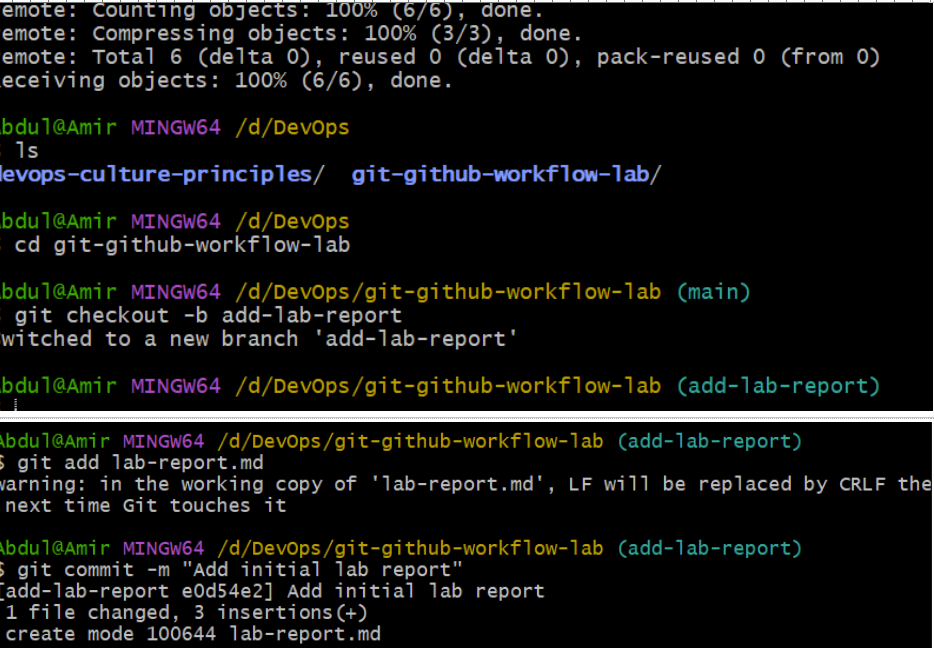 emote: Counting objects: 100% (6/6), done.
emote: Compressing objects: 100% (3/3), done.
emote: Total 6 (delta 0), reused 0 (delta 0), pack-reused 0 (from 0)
eceiving objects: 100% (6/6), done.
bdul@Amir MINGW64 /d/DevOps
ls
devops-culture-principles/  git-github-workflow-lab/
bdul@Amir MINGW64 /d/DevOps
cd git-github-workflow-lab
bdul@Amir MINGW64 /d/DevOps/git-github-workflow-lab (main)
git checkout -b add-lab-report
witched to a new branch 'add-lab-report'
bdul@Amir MINGW64 /d/DevOps/git-github-workflow-lab (add-lab-report)
Abdul@Amir MINGW64 /d/DevOps/git-github-workflow-lab (add-lab-report)
$ git add lab-report.md
warning: in the working copy of 'lab-report.md', LF will be replaced by CRLF the
next time Git touches it
Abdul@Amir MINGW64 /d/DevOps/git-github-workflow-lab (add-lab-report)
$ git commit -m "Add initial lab report"
[add-lab-report e0d54e2] Add initial lab report
1 file changed, 3 insertions(+)
create mode 100644 lab-report.md